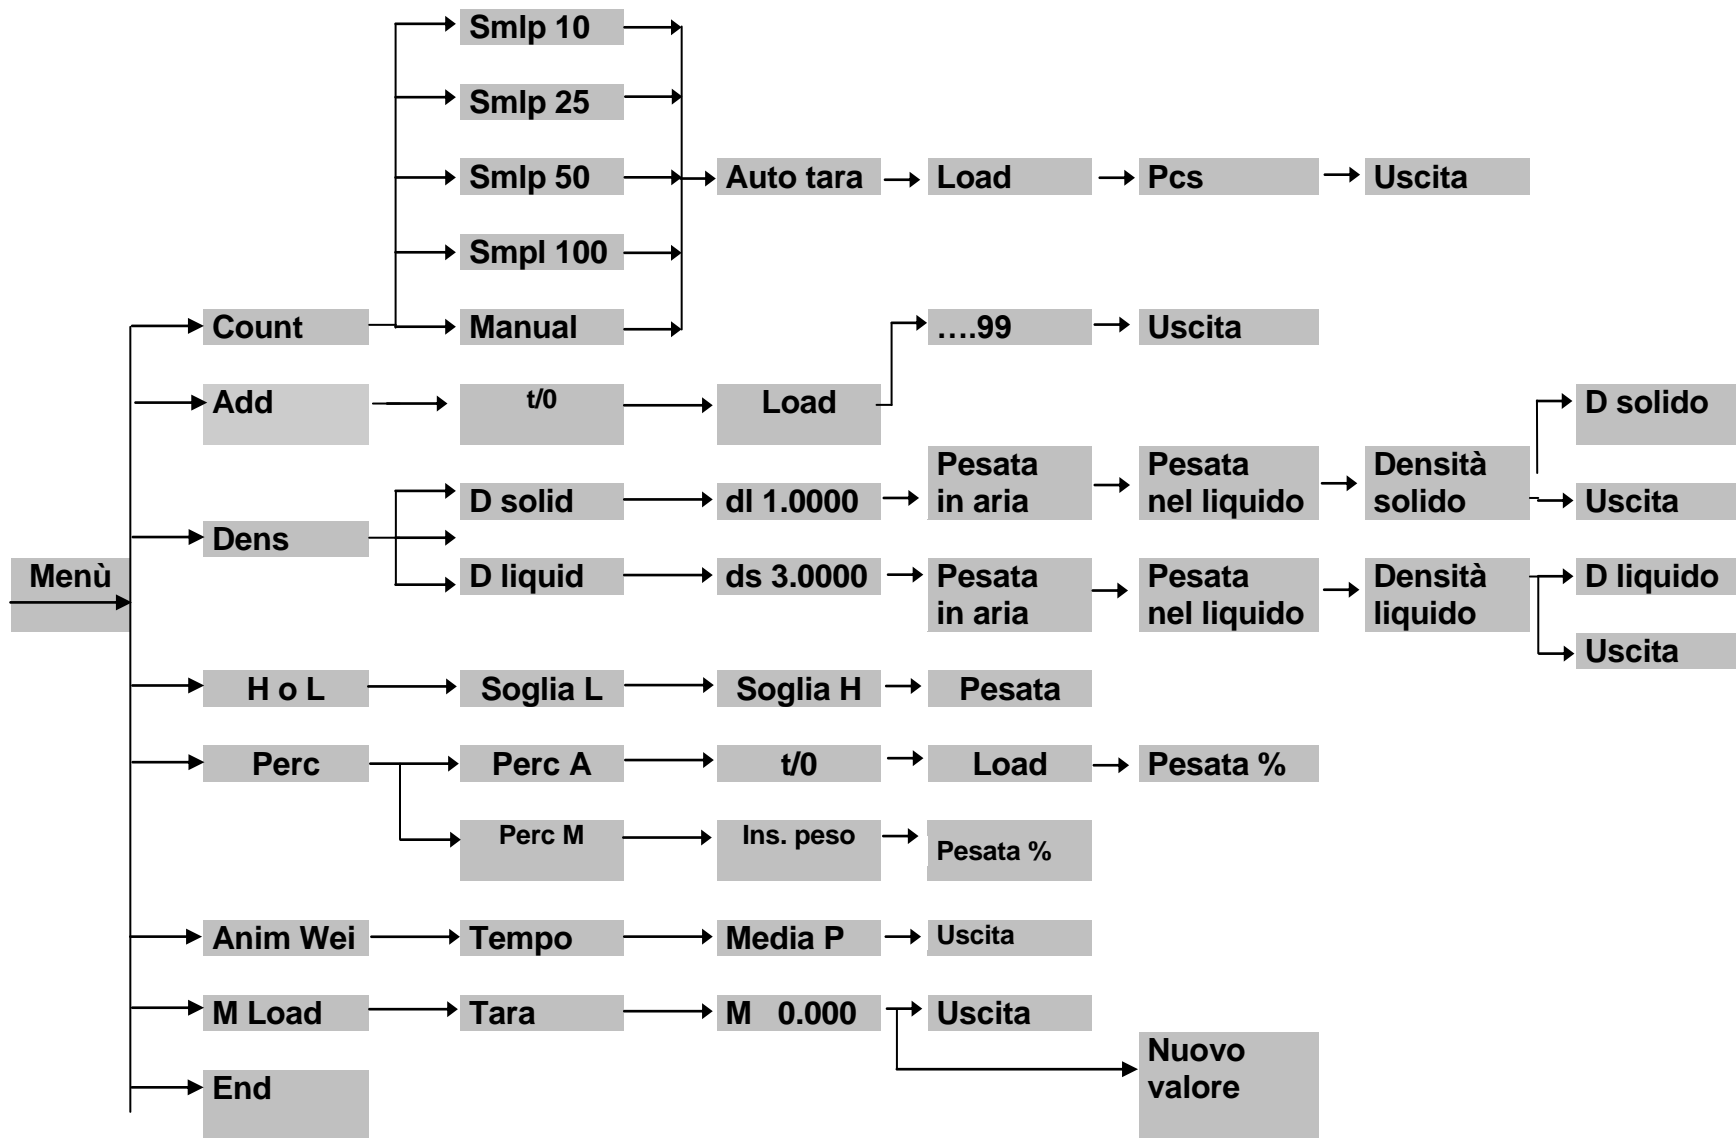 Smlp 10
Smlp 25
Smlp 50
Auto tara
Load
Pcs
Uscita
Smpl 100
Count
Manual
….99
Uscita
Add
t/0
Load
D solido
D solid
dl 1.0000
Pesata
in aria
Pesata
nel liquido
Densità
solido
Uscita
Dens
Menù
D liquid
ds 3.0000
Pesata
in aria
Pesata
nel liquido
Densità
liquido
D liquido
Uscita
H o L
Soglia L
Soglia H
Pesata
Perc
Perc A
t/0
Load
Pesata %
Perc M
Ins. peso
Pesata %
Anim Wei
Tempo
Media P
Uscita
M Load
Tara
M 0.000
Uscita
Nuovo
valore
End